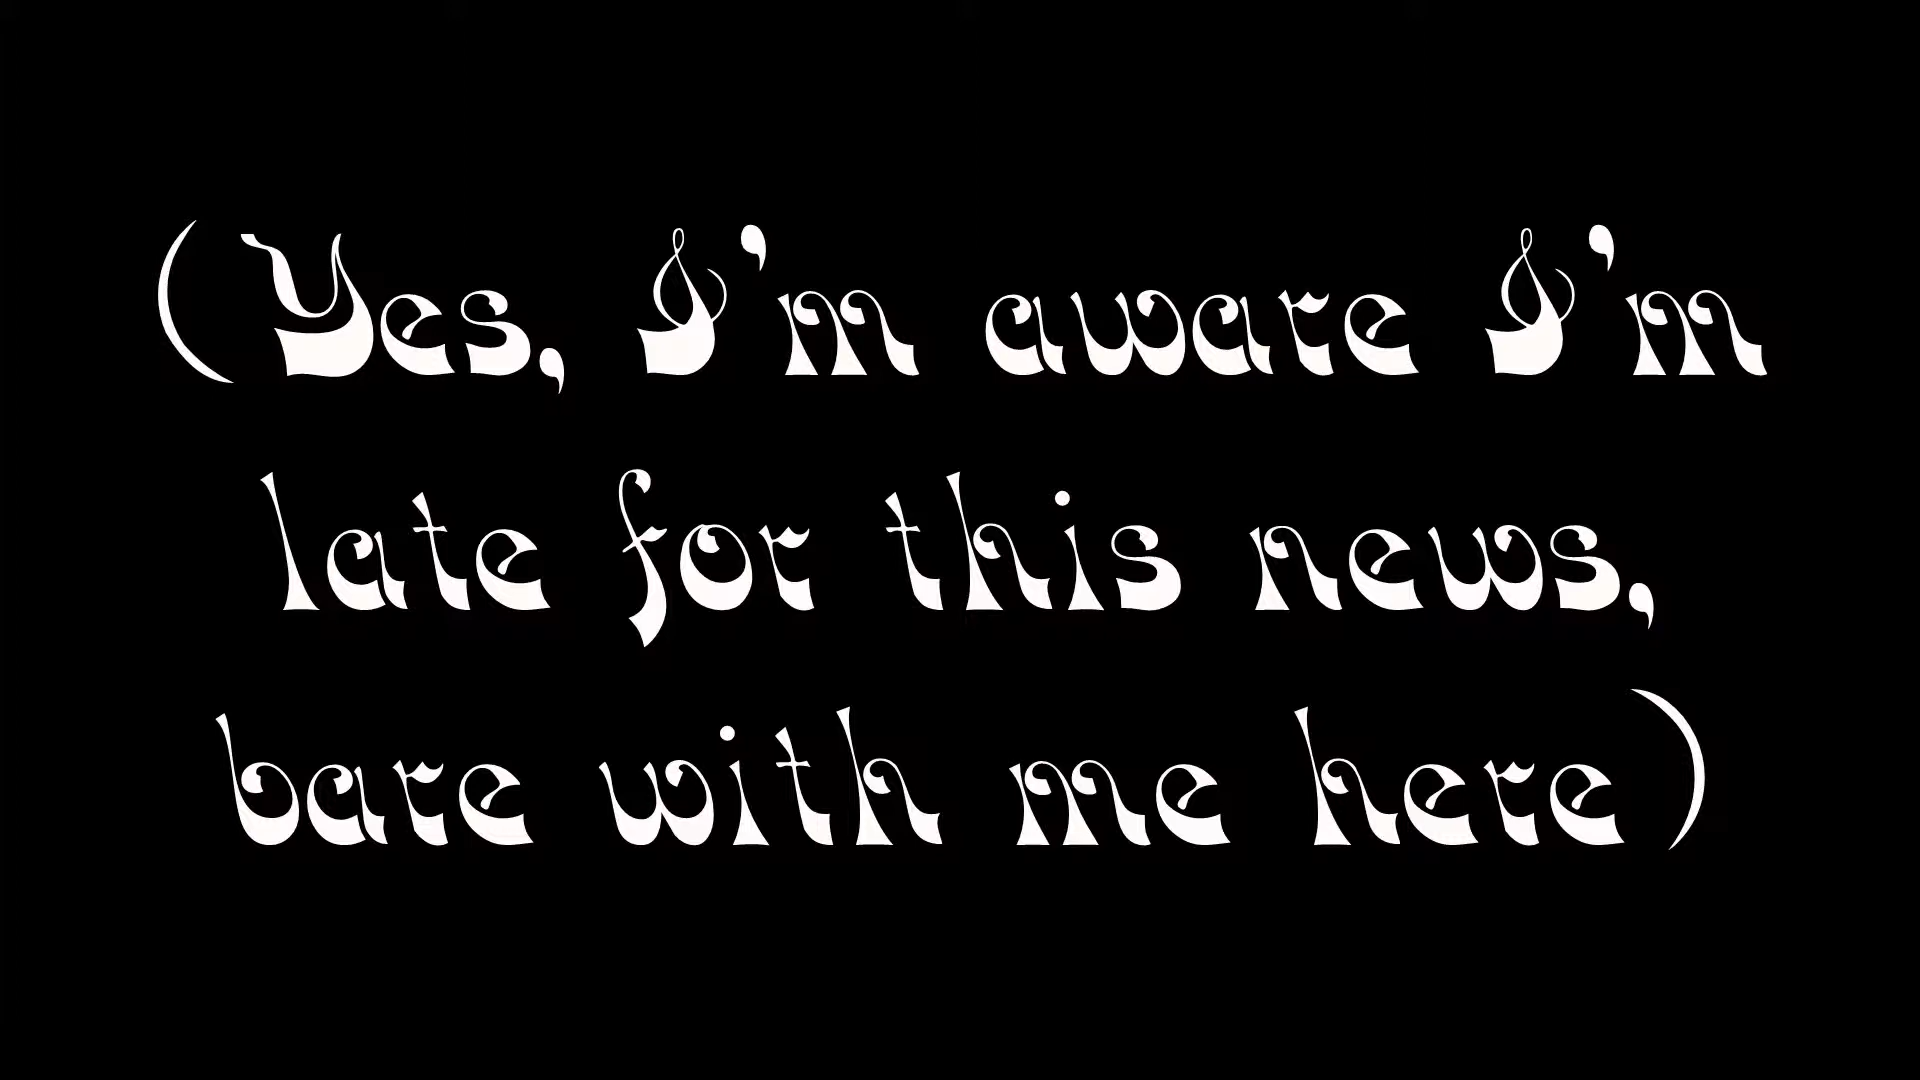 (Yes, I'm aware I'm
late for this news,
bare with me here)